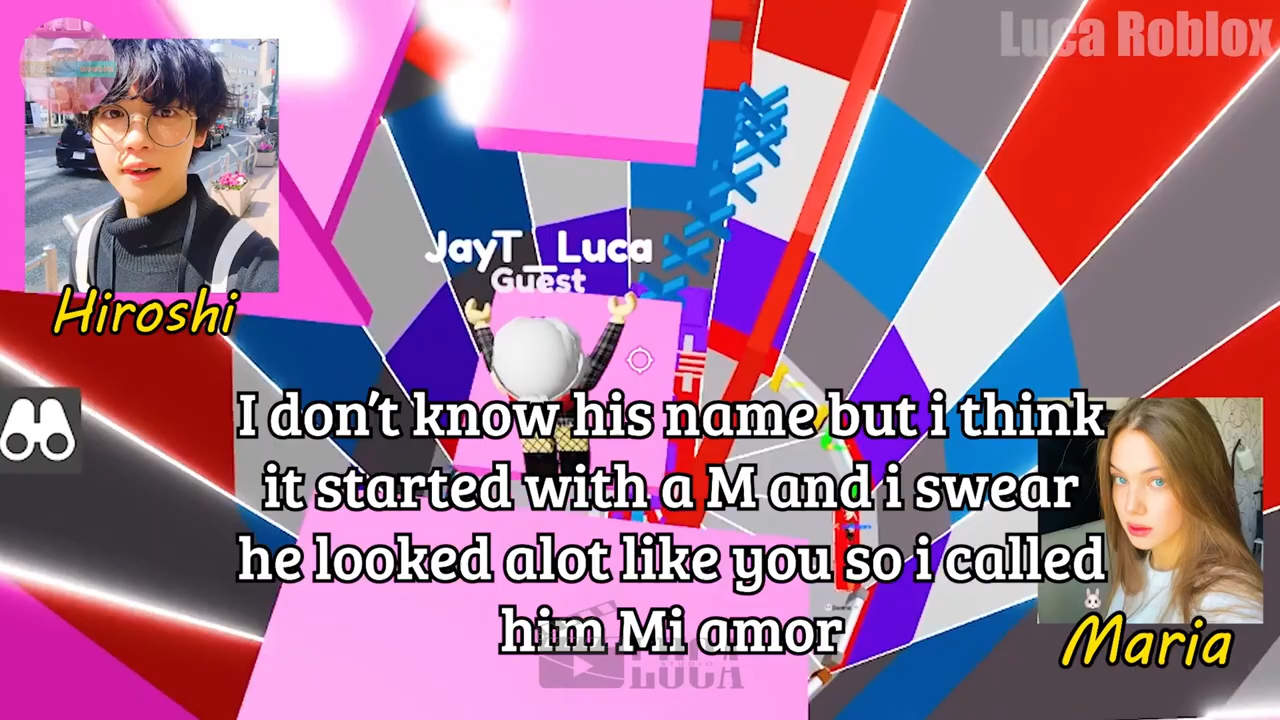 Luca Roblox
JayT__Luca
Guest
Hiroshi
I don't know his name but i think
it started with a M and i swear
he looked alot like you so i called
him Mi amor
Maria
LUCA